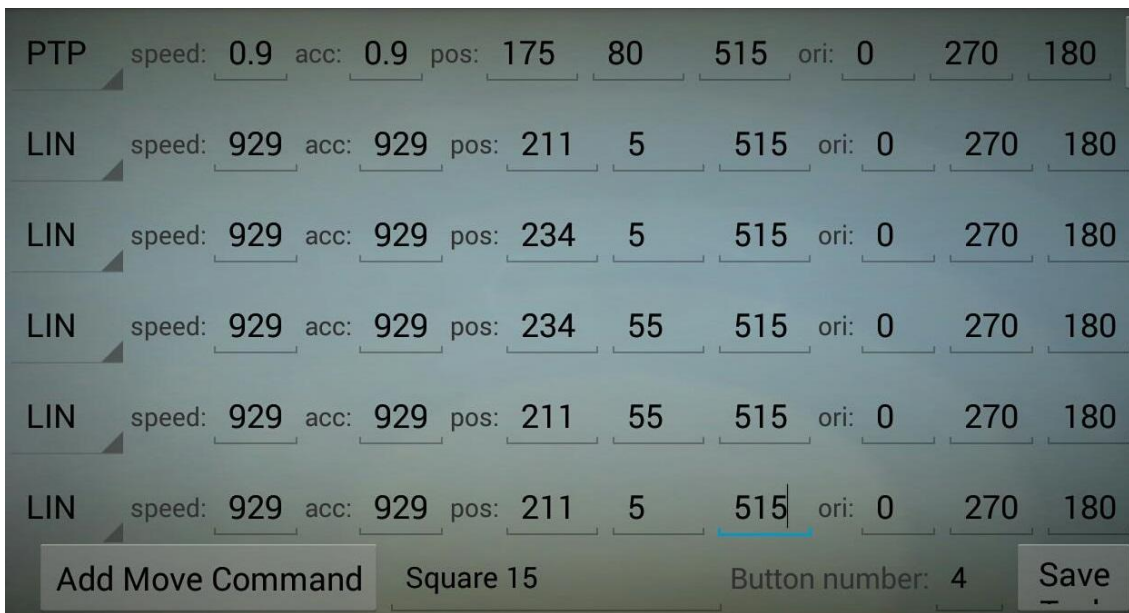 PTP speed: 0.9 acc: 0.9 pos: 175 80 515 ori: 0 270 180
LIN speed: 929 acc: 929 pos: 211 5 515 ori: 0 270 180
LIN speed: 929 acc: 929 pos: 234 5 515 ori: 0 270 180
LIN speed: 929 acc: 929 pos: 234 55 515 ori: 0 270 180
LIN speed: 929 acc: 929 pos: 211 55 515 ori: 0 270 180
LIN speed: 929 acc: 929 pos: 211 5 515 ori: 0 270 180
Add Move Command Square 15 Button number: 4 Save